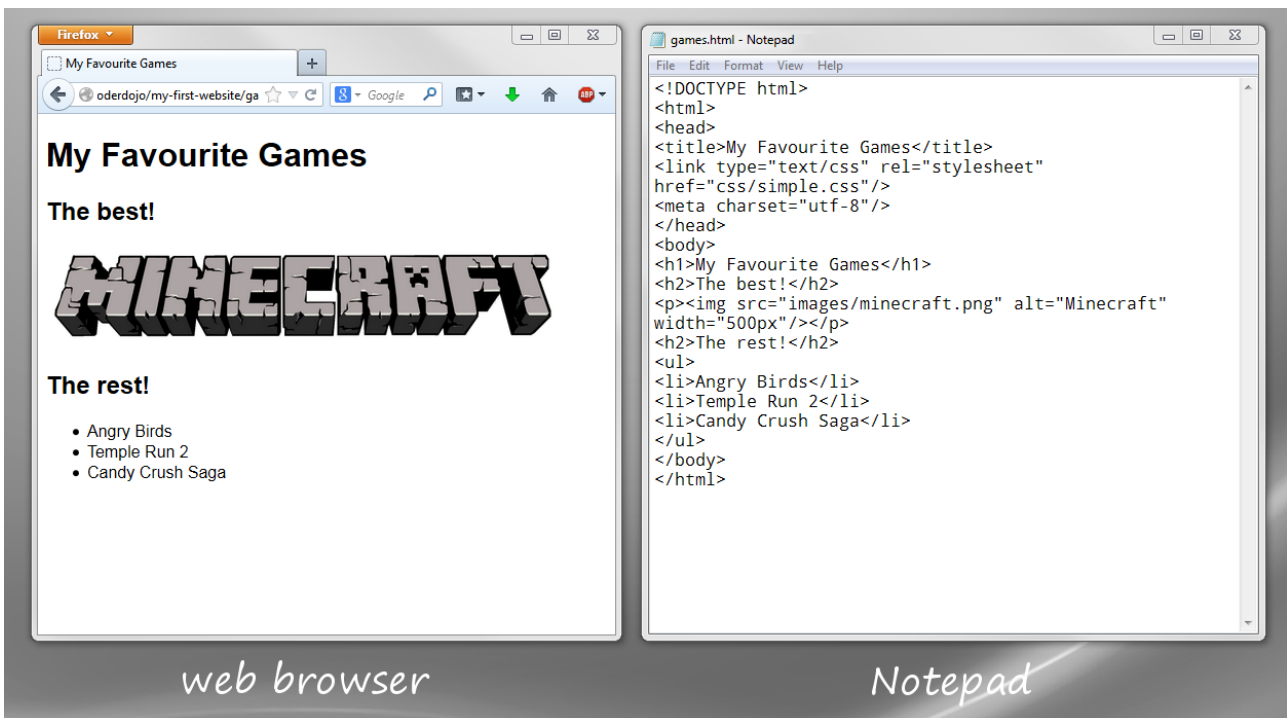 Firefox
My Favourite Games
oderdojo/my-first-website/ga
8
Google
ABP
My Favourite Games
The best!
MINECRAFT
The rest!
• Angry Birds
• Temple Run 2
• Candy Crush Saga
web browser
games.html - Notepad
File Edit Format View Help
<!DOCTYPE html>
<html>
<head>
<title>My Favourite Games</title>
<link type="text/css" rel="stylesheet"
href="css/simple.css"/>
<meta charset="utf-8"/>
</head>
<body>
<h1>My Favourite Games</h1>
<h2>The best!</h2>
<p><img src="images/minecraft.png" alt="Minecraft"
width="500px"/></p>
<h2>The rest!</h2>
<ul>
<li>Angry Birds</li>
<li>Temple Run 2</li>
<li>Candy Crush Saga</li>
</ul>
</body>
</html>
Notepad